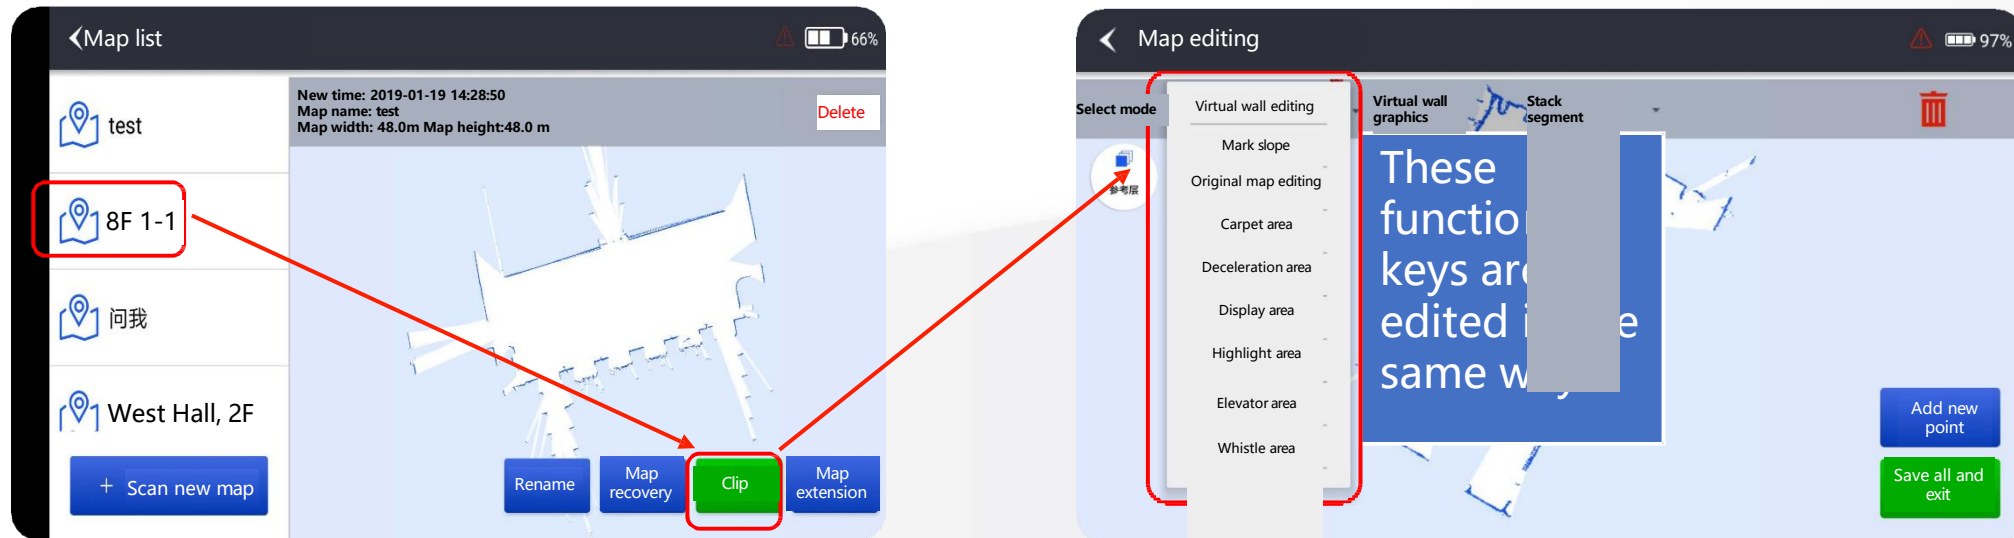 Map list
66%
test
8F 1-1
问我
West Hall, 2F
+ Scan new map
New time: 2019-01-19 14:28:50
Map name: test
Map width: 48.0m Map height:48.0 m
Delete
Rename
Map
recovery
Clip
Map
extension
Map editing
97%
Select mode
参考层
Virtual wall editing
Mark slope
Original map editing
Carpet area
Deceleration area
Display area
Highlight area
Elevator area
Whistle area
Virtual wall
graphics
Stack
segment
These
functio
keys ar
edited i e
same w
Add new
point
Save all and
exit